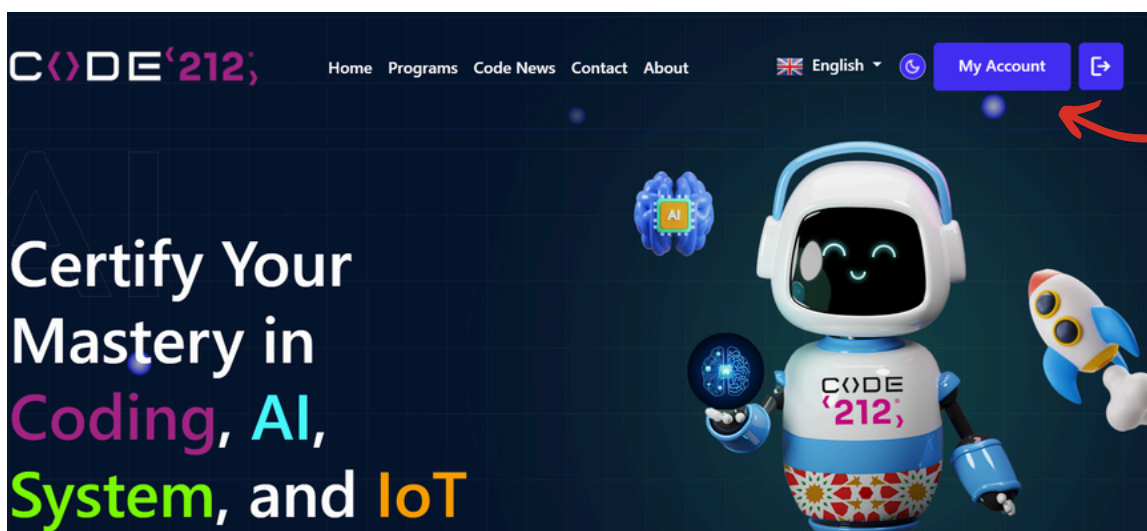 C<>DE‘212;
Home Programs Code News Contact About
English
My Account
AI
AI
Certify Your
Mastery in
Coding, AI,
System, and IoT
C<>DE
‘212;